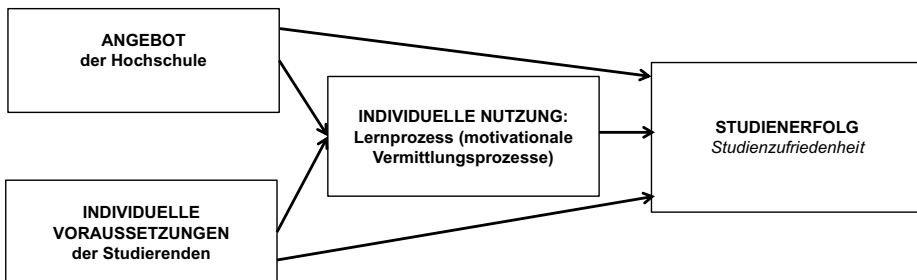 ANGEBOT
der Hochschule
INDIVIDUELLE NUTZUNG:
Lernprozess (motivationale
Vermittlungsprozesse)
STUDIENERFOLG
Studienzufriedenheit
INDIVIDUELLE
VORAUSSETZUNGEN
der Studierenden